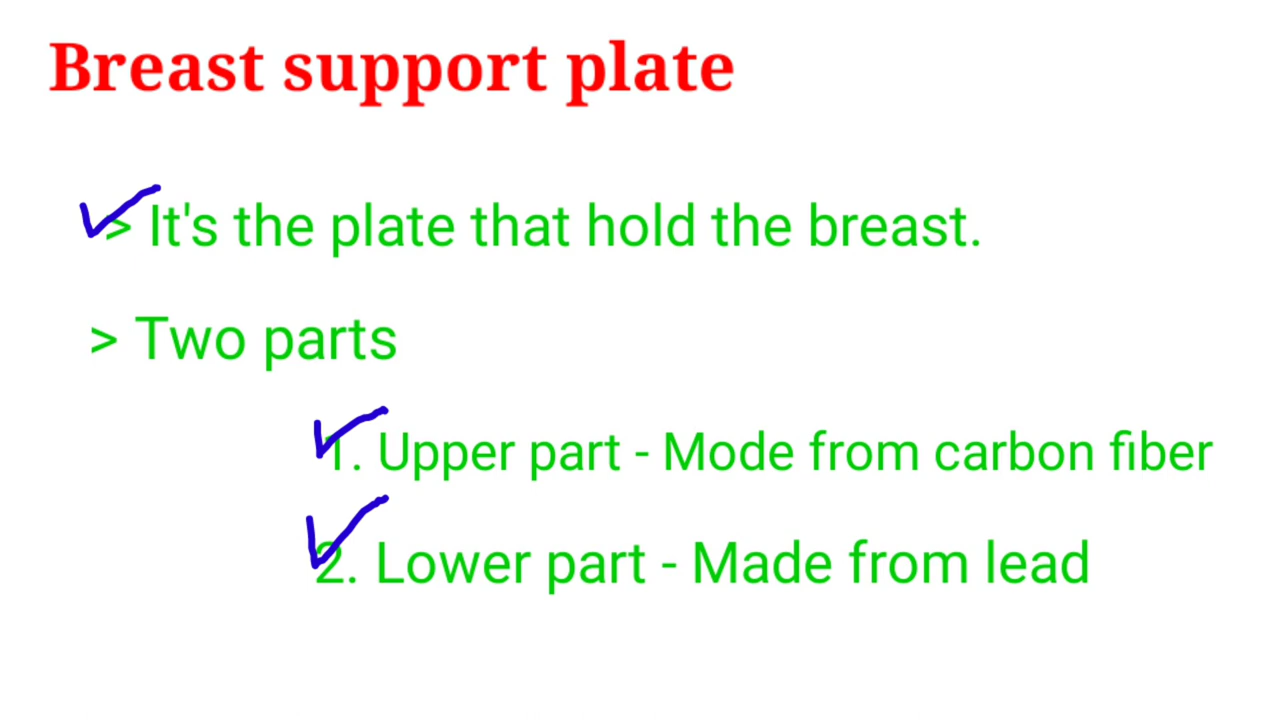 Breast support plate
> It's the plate that hold the breast.
> Two parts
1. Upper part - Mode from carbon fiber
2. Lower part - Made from lead